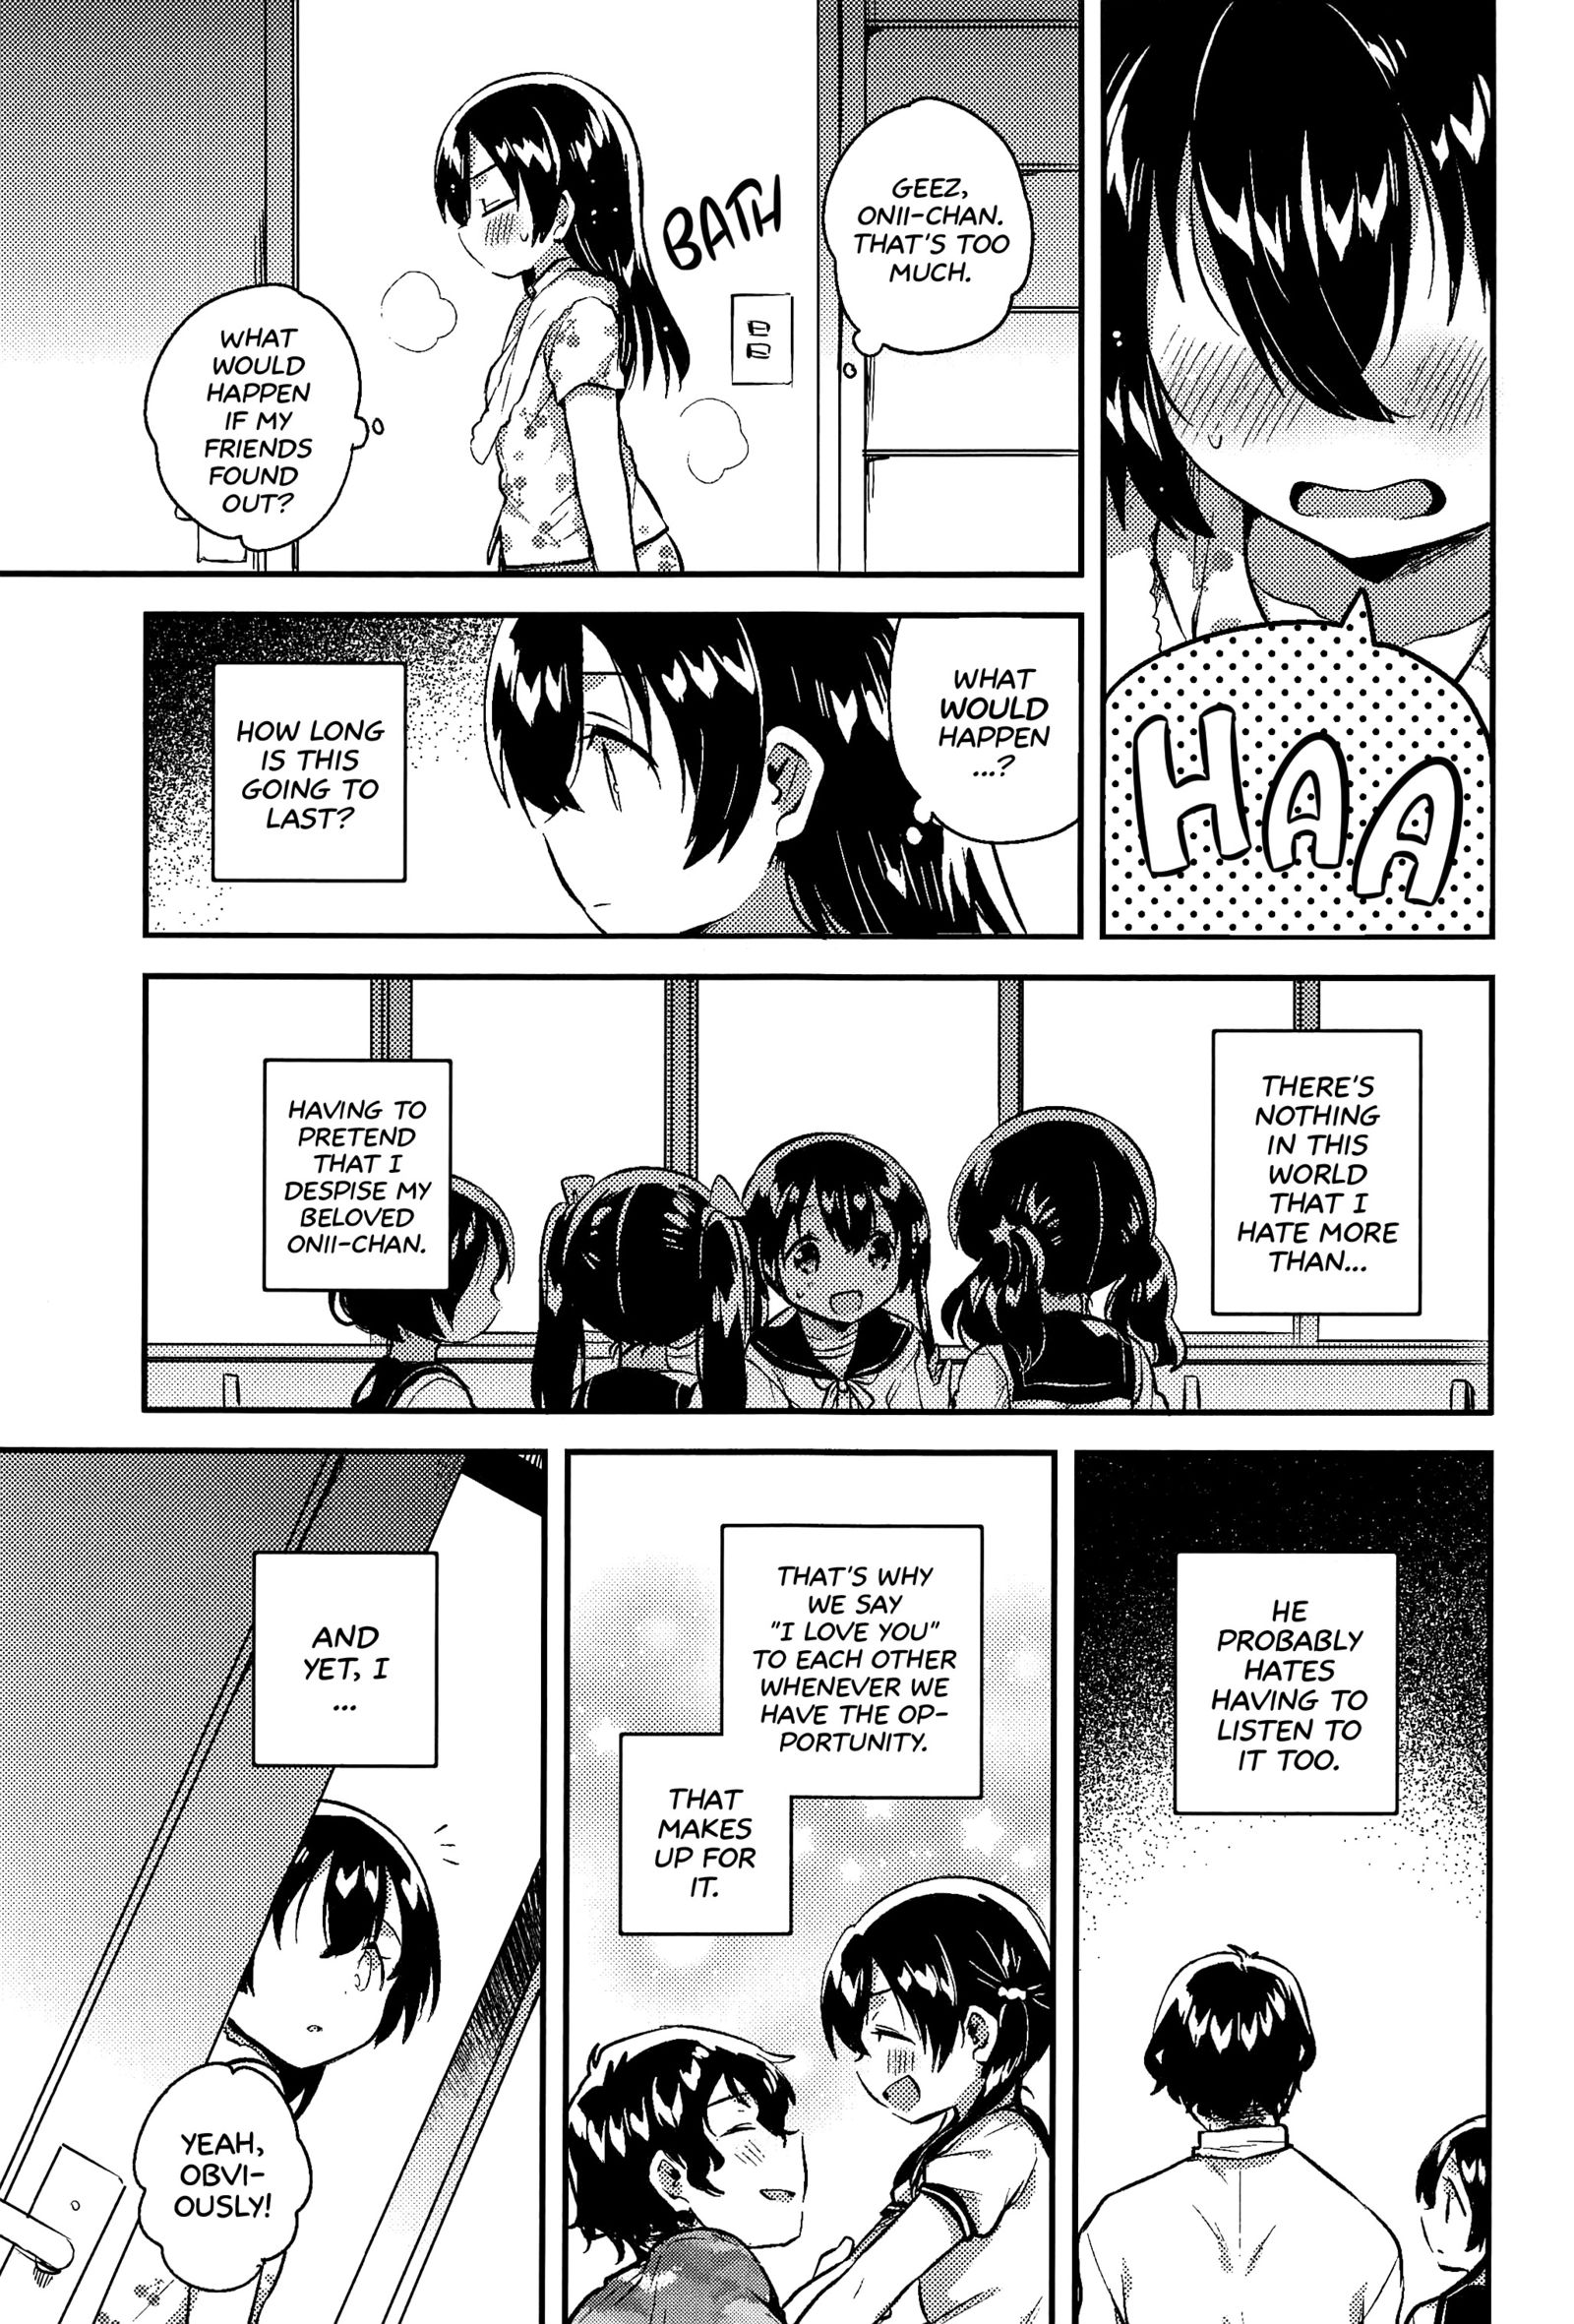 HAA
GEEZ,
ONII-CHAN.
THAT'S TOO
MUCH.
BATH
WHAT
WOULD
HAPPEN
IF MY
FRIENDS
FOUND
OUT?
WHAT
WOULD
HAPPEN
...?
HOW LONG
IS THIS
GOING TO
LAST?
THERE'S
NOTHING
IN THIS
WORLD
THAT I
HATE MORE
THAN...
HAVING TO
PRETEND
THAT I
DESPISE MY
BELOVED
ONII-CHAN.
HE
PROBABLY
HATES
HAVING TO
LISTEN TO
IT TOO.
THAT'S WHY
WE SAY
"I LOVE YOU"
TO EACH OTHER
WHENEVER WE
HAVE THE OP-
PORTUNITY.
THAT
MAKES
UP FOR
IT.
AND
YET, I
...
YEAH,
OBVI-
OUSLY!